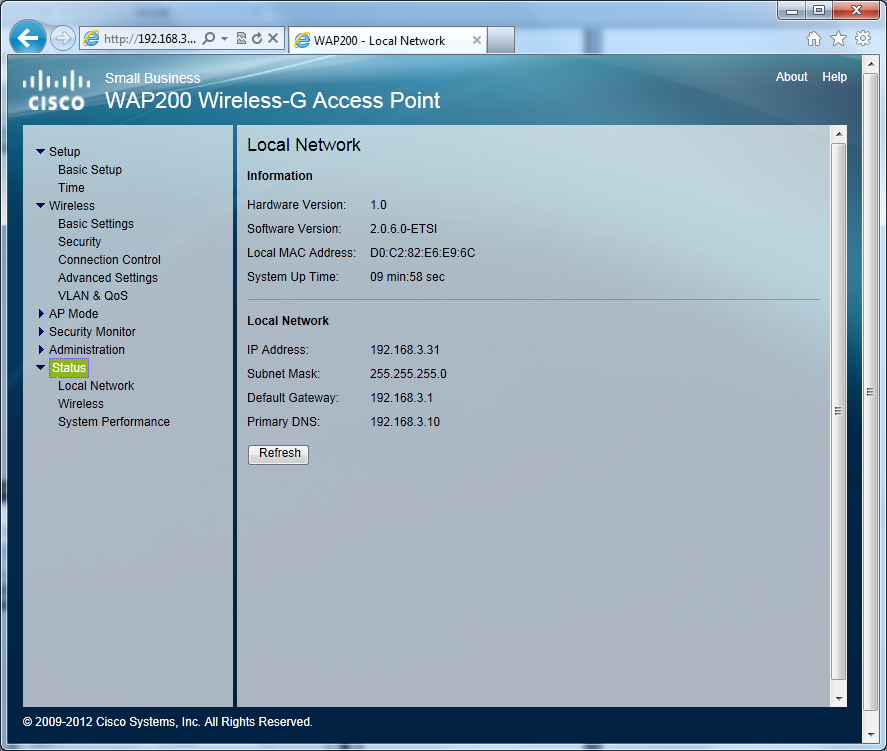 http://192.168.3...
WAP200 - Local Network
CISCO
Small Business
WAP200 Wireless-G Access Point
About
Help
Setup
Basic Setup
Time
Wireless
Basic Settings
Security
Connection Control
Advanced Settings
VLAN & QoS
AP Mode
Security Monitor
Administration
Status
Local Network
Wireless
System Performance
Local Network
Information
Hardware Version: 1.0
Software Version: 2.0.6.0-ETSI
Local MAC Address: D0:C2:82:E6:E9:6C
System Up Time: 09 min:58 sec
Local Network
IP Address: 192.168.3.31
Subnet Mask: 255.255.255.0
Default Gateway: 192.168.3.1
Primary DNS: 192.168.3.10
Refresh
© 2009-2012 Cisco Systems, Inc. All Rights Reserved.